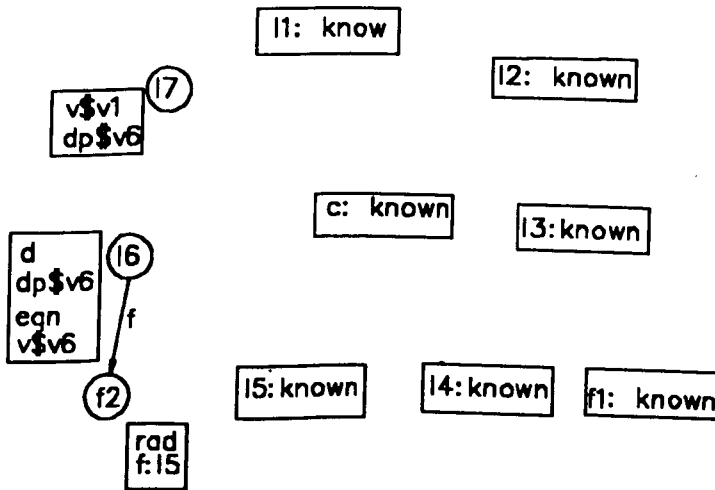 l1: know
l2: known
l7
v$v1
dp$v6
c: known
l3: known
d
dp$v6
eqn
v$v6
l6
f
f2
l5: known
l4: known
f1: known
rad
f:l5